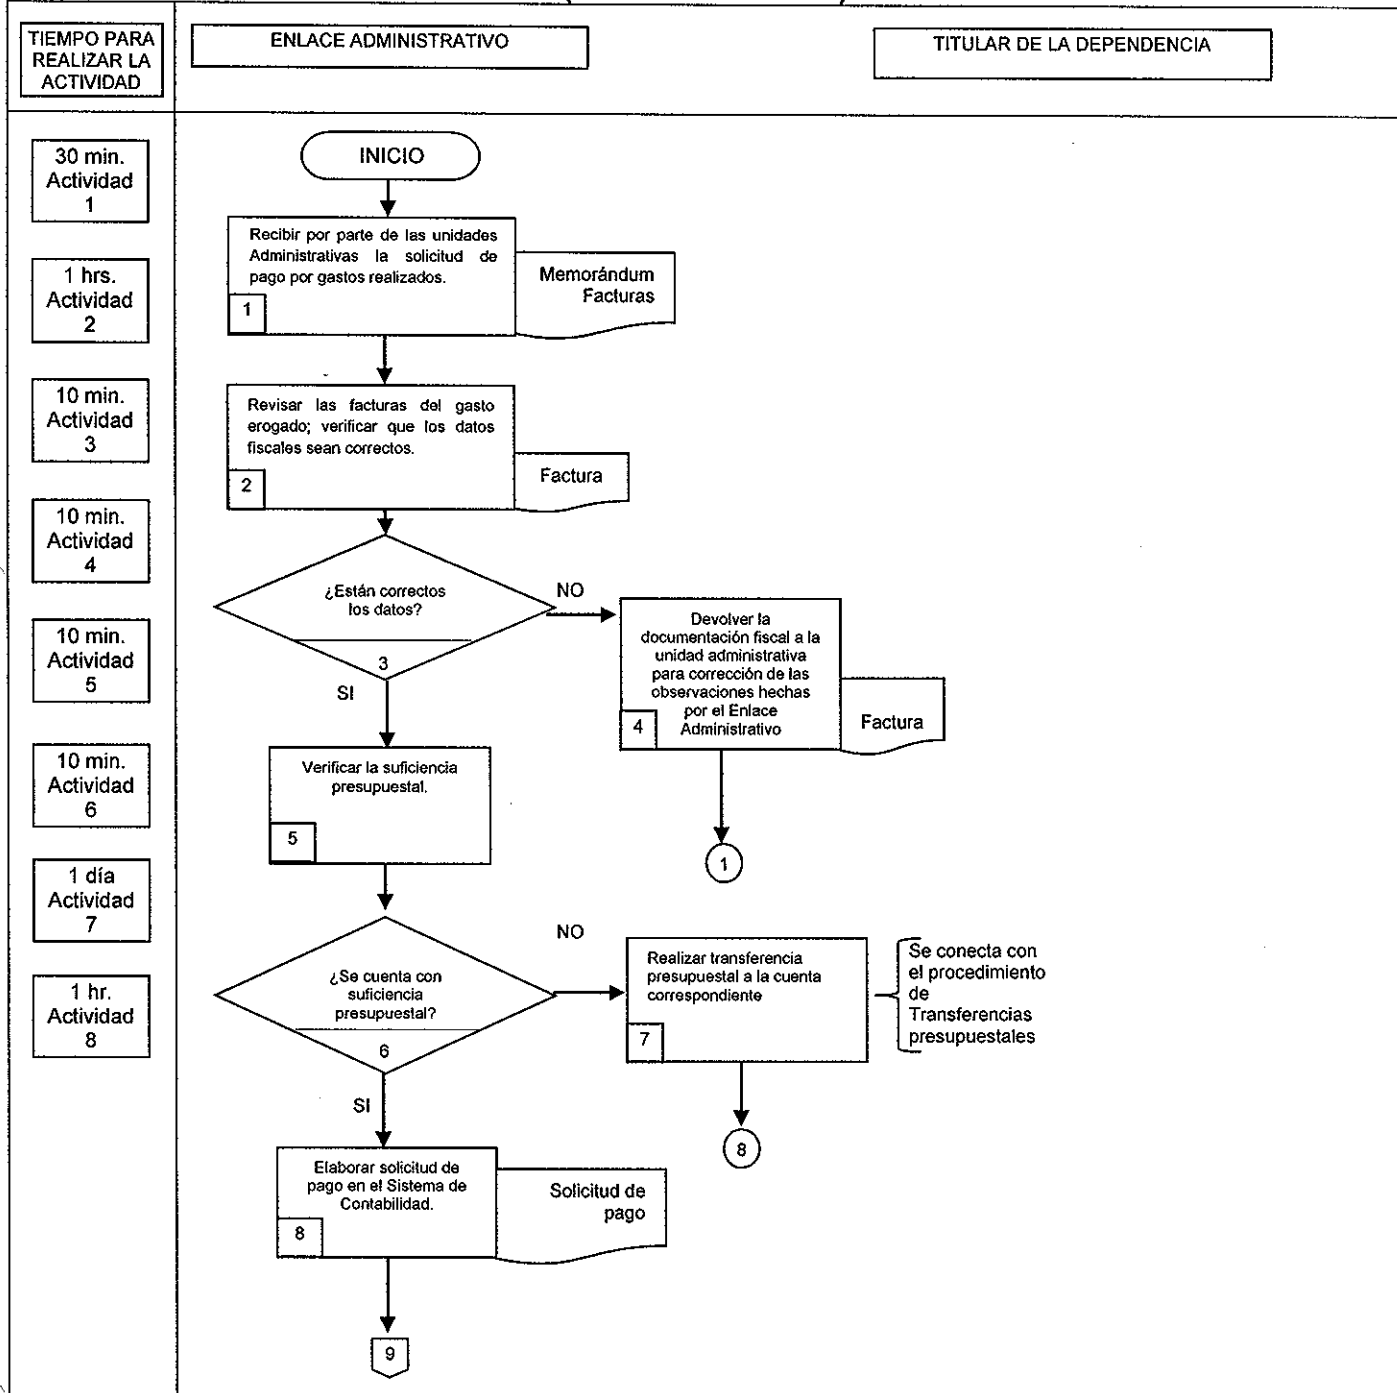 TIEMPO PARA
REALIZAR LA
ACTIVIDAD
ENLACE ADMINISTRATIVO
TITULAR DE LA DEPENDENCIA
30 min.
Actividad
1
1 hrs.
Actividad
2
10 min.
Actividad
3
10 min.
Actividad
4
10 min.
Actividad
5
10 min.
Actividad
6
1 día
Actividad
7
1 hr.
Actividad
8
INICIO
Recibir por parte de las unidades
Administrativas la solicitud de
pago por gastos realizados.
1
Memorándum
Facturas
Revisar las facturas del gasto
erogado; verificar que los datos
fiscales sean correctos.
2
Factura
¿Están correctos
los datos?
3
NO
SI
Devolver la
documentación fiscal a la
unidad administrativa
para corrección de las
observaciones hechas
por el Enlace
Administrativo
4
Factura
1
Verificar la suficiencia
presupuestal.
5
¿Se cuenta con
suficiencia
presupuestal?
6
NO
SI
Realizar transferencia
presupuestal a la cuenta
correspondiente
7
Se conecta con
el procedimiento
de
Transferencias
presupuestales
8
Elaborar solicitud de
pago en el Sistema de
Contabilidad.
8
Solicitud de
pago
9